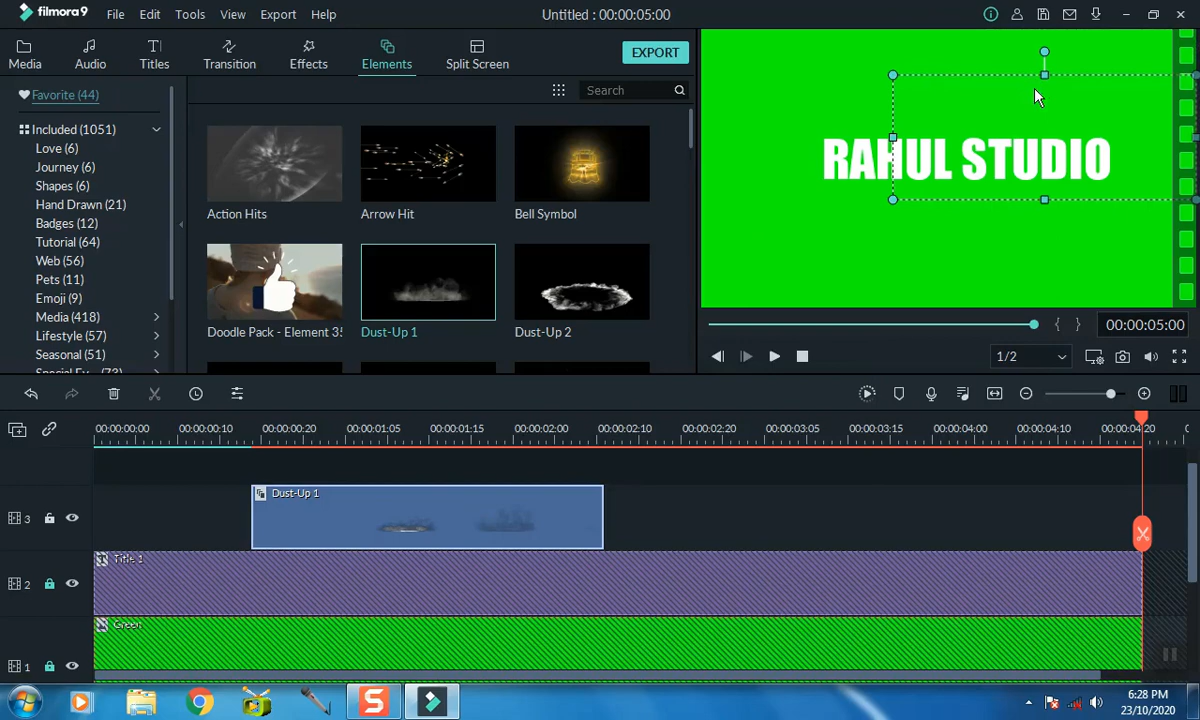 filmora9 File Edit Tools View Export Help Untitled : 00:00:05:00
Media Audio Titles Transition Effects Elements Split Screen EXPORT
Favorite (44)
Search
Included (1051)
Love (6)
Journey (6)
Shapes (6)
Hand Drawn (21)
Badges (12)
Tutorial (64)
Web (56)
Pets (11)
Emoji (9)
Media (418)
Lifestyle (57)
Seasonal (51)
Action Hits Arrow Hit Bell Symbol
Doodle Pack - Element 35 Dust-Up 1 Dust-Up 2
RAHUL STUDIO
{ } 00:00:05:00
1/2
00:00:00:00 00:00:00:10 00:00:00:20 00:00:01:05 00:00:01:15 00:00:02:00 00:00:02:10 00:00:02:20 00:00:03:05 00:00:03:15 00:00:04:00 00:00:04:10 00:00:04:20
3 Dust-Up 1
2 Title 1
1 Green
6:28 PM
23/10/2020